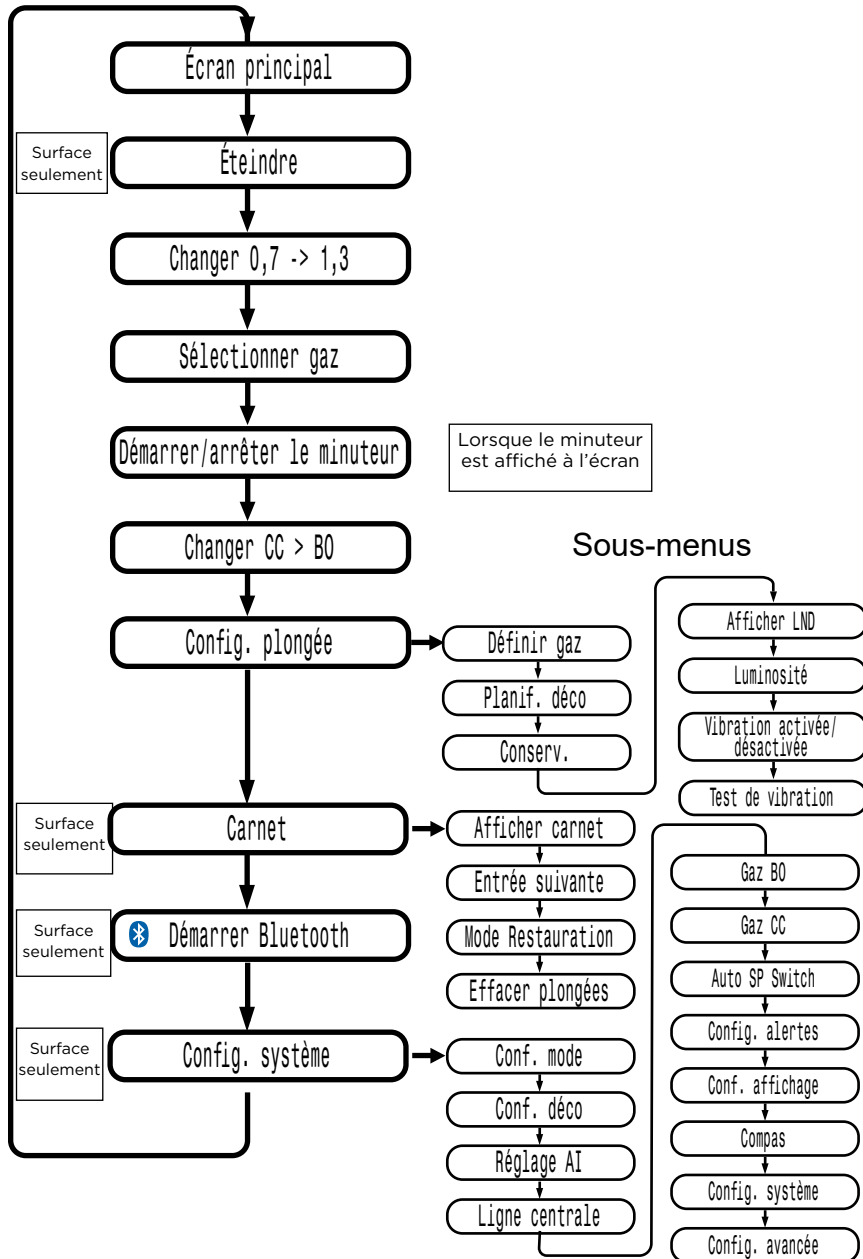 Écran principal
Surface
seulement
Éteindre
Changer 0,7 -> 1,3
Sélectionner gaz
Démarrer/arrêter le minuteur
Lorsque le minuteur
est affiché à l'écran
Changer CC > BO
Sous-menus
Config. plongée
Définir gaz
Planif. déco
Conserv.
Afficher LND
Luminosité
Vibration activée/
désactivée
Test de vibration
Surface
seulement
Carnet
Afficher carnet
Entrée suivante
Mode Restauration
Effacer plongées
Surface
seulement
Démarrer Bluetooth
Surface
seulement
Config. système
Conf. mode
Conf. déco
Réglage AI
Ligne centrale
Gaz BO
Gaz CC
Auto SP Switch
Config. alertes
Conf. affichage
Compas
Config. système
Config. avancée